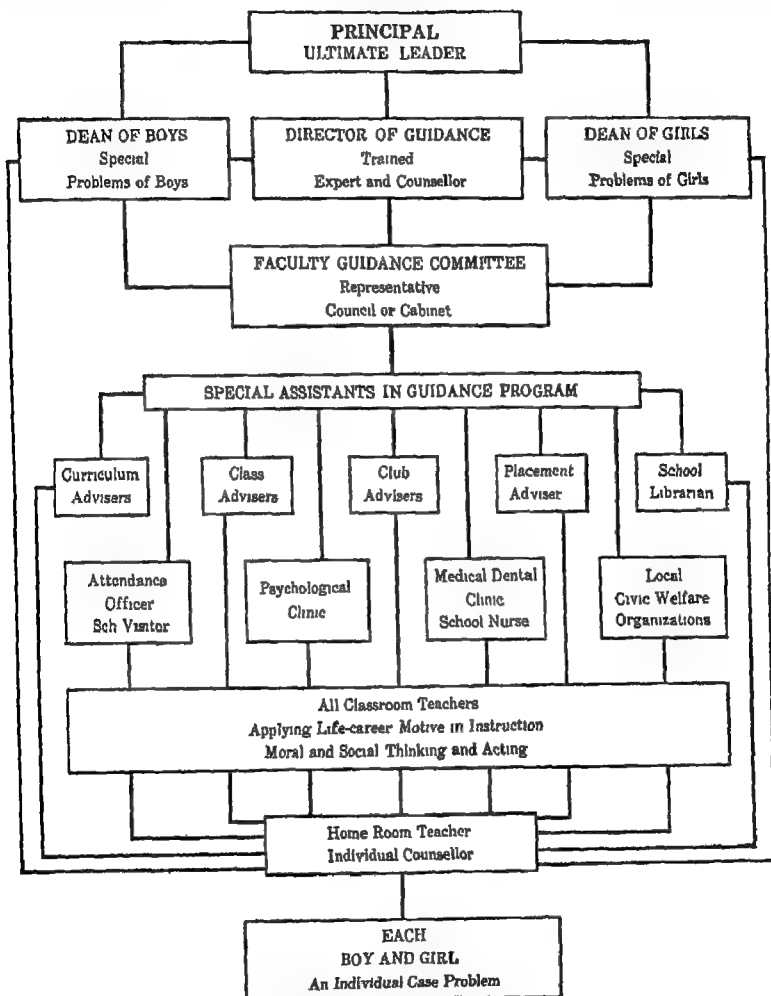 PRINCIPAL
ULTIMATE LEADER
DEAN OF BOYS
Special
Problems of Boys
DIRECTOR OF GUIDANCE
Trained
Expert and Counsellor
DEAN OF GIRLS
Special
Problems of Girls
FACULTY GUIDANCE COMMITTEE
Representative
Council or Cabinet
SPECIAL ASSISTANTS IN GUIDANCE PROGRAM
Curriculum
Advisers
Class
Advisers
Club
Advisers
Placement
Adviser
School
Librarian
Attendance
Officer
Sch Visitor
Psychological
Clinic
Medical Dental
Clinic
School Nurse
Local
Civic Welfare
Organizations
All Classroom Teachers
Applying Life-career Motive in Instruction
Moral and Social Thinking and Acting
Home Room Teacher
Individual Counsellor
EACH
BOY AND GIRL
An Individual Case Problem